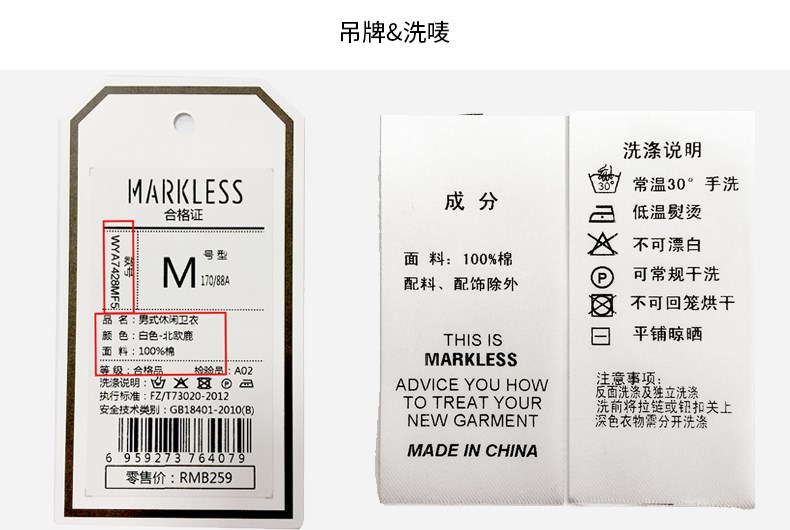 吊牌&洗唛
MARKLESS
合格证
款号
WYA7428MF5
M
号型
170/88A
品 名：男式休闲卫衣
颜 色：白色-北欧鹿
面 料：100%棉
等 级：合格品 检验员：A02
洗涤说明：
执行标准：FZ/T73020-2012
安全技术类别：GB18401-2010(B)
6 959273 764079
零售价：RMB259
成 分
面 料：100%棉
配料、配饰除外
THIS IS
MARKLESS
ADVICE YOU HOW
TO TREAT YOUR
NEW GARMENT
MADE IN CHINA
洗涤说明
30° 常温30°手洗
低温熨烫
不可漂白
P 可常规干洗
不可回笼烘干
平铺晾晒
注意事项：
反面洗涤及独立洗涤
洗前将拉链或钮扣关上
深色衣物需分开洗涤